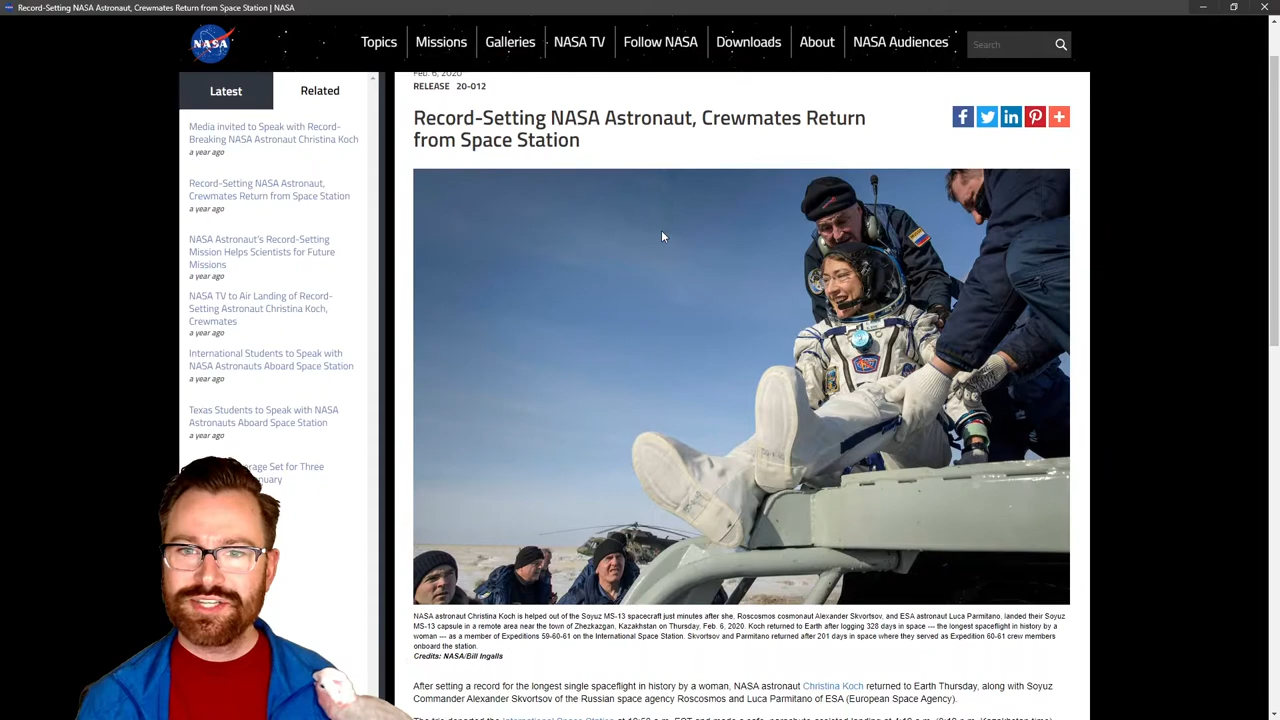 Record-Setting NASA Astronaut, Crewmates Return from Space Station | NASA
NASA
Topics
Missions
Galleries
NASA TV
Follow NASA
Downloads
About
NASA Audiences
Search
Latest
Related
Media invited to Speak with Record-
Breaking NASA Astronaut Christina Koch
a year ago
Record-Setting NASA Astronaut,
Crewmates Return from Space Station
a year ago
NASA Astronaut's Record-Setting
Mission Helps Scientists for Future
Missions
a year ago
NASA TV to Air Landing of Record-
Setting Astronaut Christina Koch,
Crewmates
a year ago
International Students to Speak with
NASA Astronauts Aboard Space Station
a year ago
Texas Students to Speak with NASA
Astronauts Aboard Space Station
a year ago
Set for Three
Feb. 6, 2020
RELEASE 20-012
Record-Setting NASA Astronaut, Crewmates Return
from Space Station
NASA astronaut Christina Koch is helped out of the Soyuz MS-13 spacecraft just minutes after she, Roscosmos cosmonaut Alexander Skvortsov, and ESA astronaut Luca Parmitano, landed their Soyuz
MS-13 capsule in a remote area near the town of Zhezkazgan, Kazakhstan on Thursday, Feb. 6, 2020. Koch returned to Earth after logging 328 days in space --- the longest spaceflight in history by a
woman --- as a member of Expeditions 59-60-61 on the International Space Station. Skvortsov and Parmitano returned after 201 days in space where they served as Expedition 60-61 crew members
onboard the station.
Credits: NASA/Bill Ingalls
After setting a record for the longest single spaceflight in history by a woman, NASA astronaut Christina Koch returned to Earth Thursday, along with Soyuz
Commander Alexander Skvortsov of the Russian space agency Roscosmos and Luca Parmitano of ESA (European Space Agency).